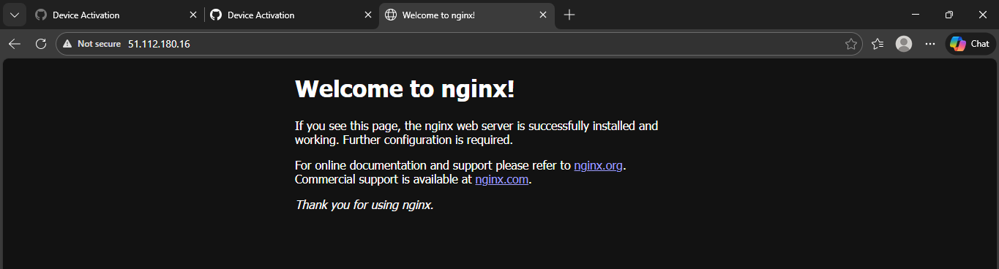 Device Activation
Device Activation
Welcome to nginx!
Not secure 51.112.180.16
Chat
Welcome to nginx!
If you see this page, the nginx web server is successfully installed and
working. Further configuration is required.
For online documentation and support please refer to nginx.org.
Commercial support is available at nginx.com.
Thank you for using nginx.